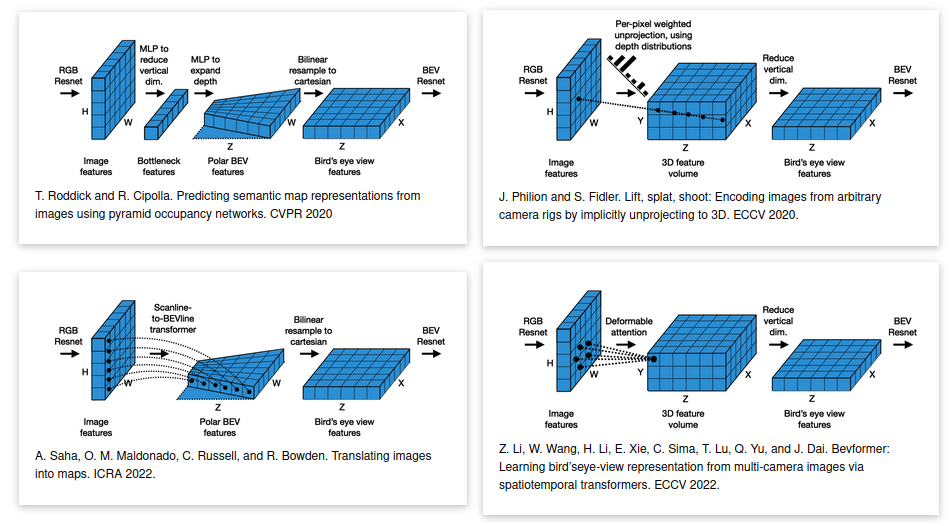 RGB
Resnet
MLP to
reduce
vertical
dim.
MLP to
expand
depth
Bilinear
resample to
cartesian
BEV
Resnet
H
W
Z
W
Z
X
Image
features
Bottleneck
features
Polar BEV
features
Bird's eye view
features
T. Roddick and R. Cipolla. Predicting semantic map representations from
images using pyramid occupancy networks. CVPR 2020
Per-pixel weighted
unprojection, using
depth distributions
RGB
Resnet
Reduce
vertical
dim.
BEV
Resnet
H
W
Y
Z
X
Z
X
Image
features
3D feature
volume
Bird's eye view
features
J. Philion and S. Fidler. Lift, splat, shoot: Encoding images from arbitrary
camera rigs by implicitly unprojecting to 3D. ECCV 2020.
RGB
Resnet
Scanline-
to-BEVline
transformer
Bilinear
resample to
cartesian
BEV
Resnet
H
W
Z
W
Z
X
Image
features
Polar BEV
features
Bird's eye view
features
A. Saha, O. M. Maldonado, C. Russell, and R. Bowden. Translating images
into maps. ICRA 2022.
RGB
Resnet
Deformable
attention
Reduce
vertical
dim.
BEV
Resnet
H
W
Y
Z
X
Z
X
Image
features
3D feature
volume
Bird's eye view
features
Z. Li, W. Wang, H. Li, E. Xie, C. Sima, T. Lu, Q. Yu, and J. Dai. Bevformer:
Learning bird'seye-view representation from multi-camera images via
spatiotemporal transformers. ECCV 2022.